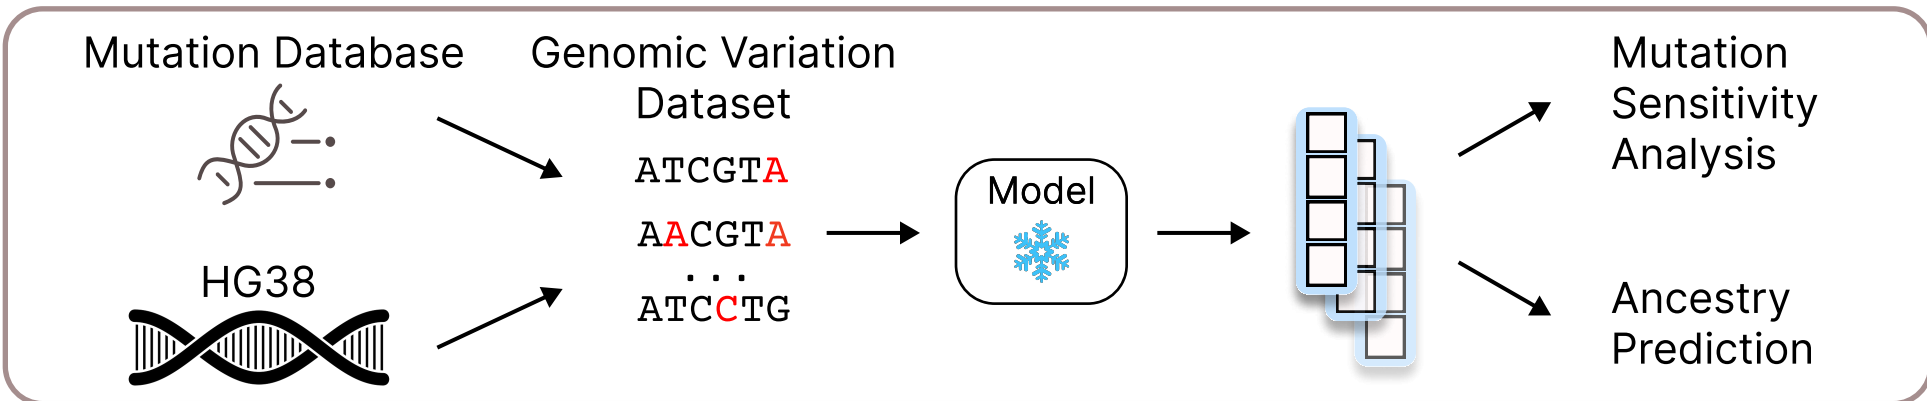 Mutation Database
HG38
Genomic Variation
Dataset
ATCGTA
AACGTA
...
ATCCTG
Model
Mutation
Sensitivity
Analysis
Ancestry
Prediction